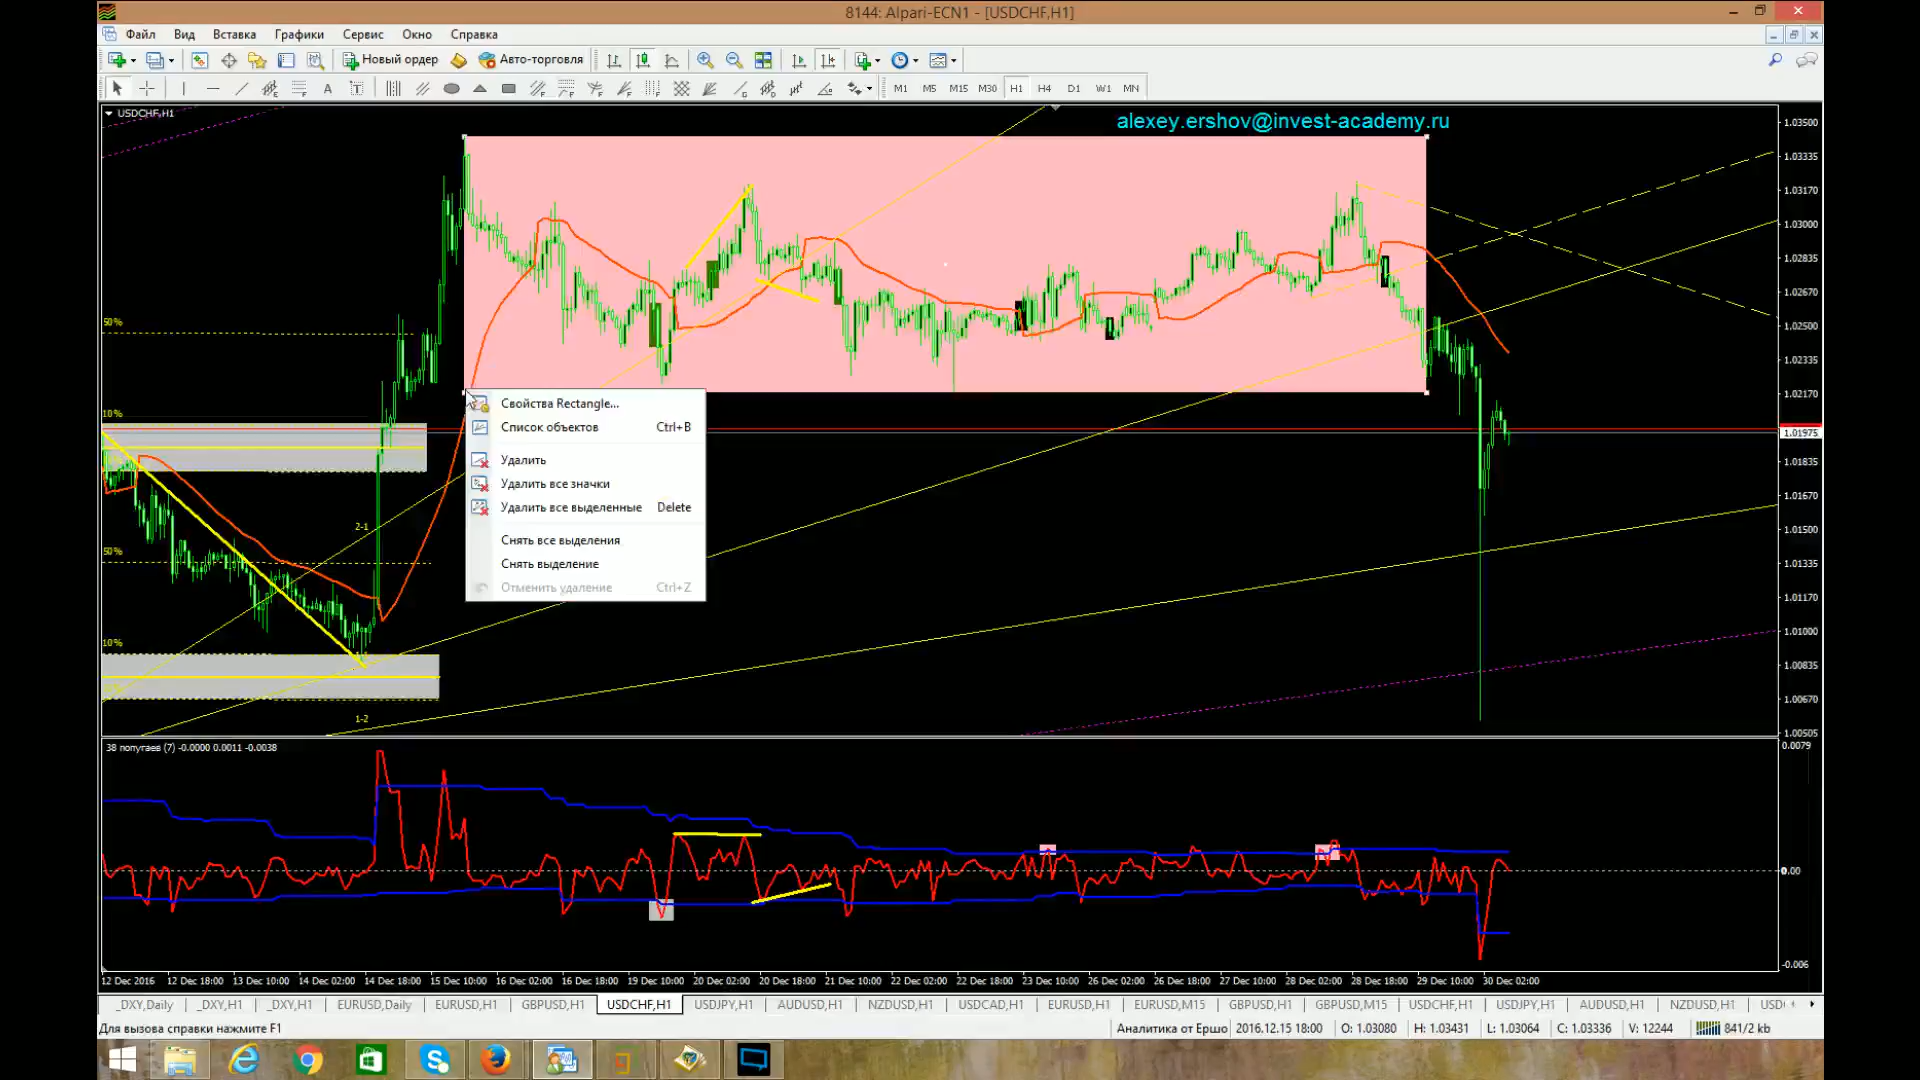 8144: Alpari-ECN1 - [USDCHF,H1]
Файл Вид Вставка Графики Сервис Окно Справка
Новый ордер Авто-торговля
A T M1 M5 M15 M30 H1 H4 D1 W1 MN
USDCHF,H1
alexey.ershov@invest-academy.ru
1.03500
1.03335
1.03170
1.03000
1.02835
1.02670
1.02500
1.02335
1.02170
1.01975
1.01835
1.01670
1.01500
1.01335
1.01170
1.01000
1.00835
1.00670
1.00505
50%
10%
2-1
50%
10%
1-2
Свойства Rectangle...
Список объектов Ctrl+B
Удалить
Удалить все значки
Удалить все выделенные Delete
Снять все выделения
Снять выделение
Отменить удаление Ctrl+Z
38 попугаев (7) -0.0000 0.0011 -0.0038
0.0079
0.00
-0.006
12 Dec 2016 12 Dec 18:00 13 Dec 10:00 14 Dec 02:00 14 Dec 18:00 15 Dec 10:00 16 Dec 02:00 16 Dec 18:00 19 Dec 10:00 20 Dec 02:00 20 Dec 18:00 21 Dec 10:00 22 Dec 02:00 22 Dec 18:00 23 Dec 10:00 26 Dec 02:00 26 Dec 18:00 27 Dec 10:00 28 Dec 02:00 28 Dec 18:00 29 Dec 10:00 30 Dec 02:00
_DXY,Daily _DXY,H1 _DXY,H1 EURUSD,Daily EURUSD,H1 GBPUSD,H1 USDCHF,H1 USDJPY,H1 AUDUSD,H1 NZDUSD,H1 USDCAD,H1 EURUSD,H1 EURUSD,M15 GBPUSD,H1 GBPUSD,M15 USDCHF,H1 USDJPY,H1 AUDUSD,H1 NZDUSD,H1 USD
Для вызова справки нажмите F1 Аналитика от Ершо 2016.12.15 18:00 O: 1.03080 H: 1.03431 L: 1.03064 C: 1.03336 V: 12244 841/2 kb